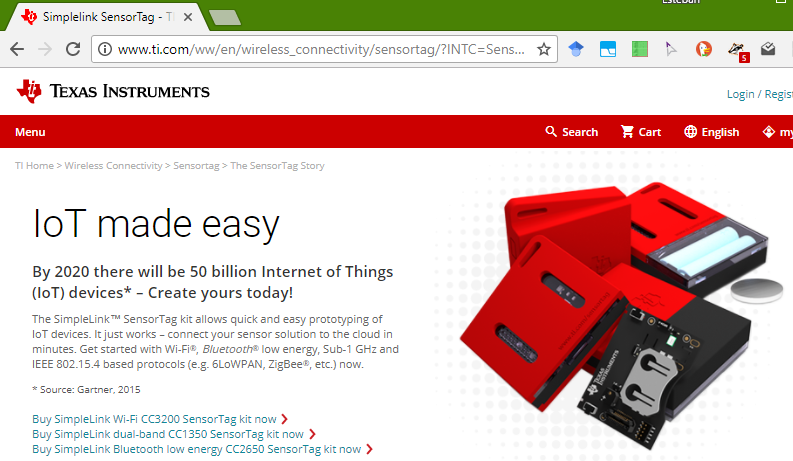 Simplelink SensorTag - TI
www.ti.com/ww/en/wireless_connectivity/sensortag/?INTC=Sens...
5
TEXAS INSTRUMENTS
Login / Regist
Menu
Search
Cart
English
my
TI Home > Wireless Connectivity > Sensortag > The SensorTag Story
IoT made easy
By 2020 there will be 50 billion Internet of Things
(IoT) devices* – Create yours today!
The SimpleLink™ SensorTag kit allows quick and easy prototyping of
IoT devices. It just works – connect your sensor solution to the cloud in
minutes. Get started with Wi-Fi®, Bluetooth® low energy, Sub-1 GHz and
IEEE 802.15.4 based protocols (e.g. 6LoWPAN, ZigBee®, etc.) now.
* Source: Gartner, 2015
Buy SimpleLink Wi-Fi CC3200 SensorTag kit now
Buy SimpleLink dual-band CC1350 SensorTag kit now
Buy SimpleLink Bluetooth low energy CC2650 SensorTag kit now
TEXAS INSTRUMENTS